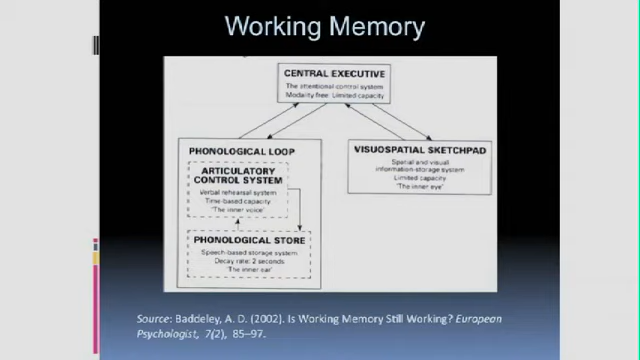 Working Memory
CENTRAL EXECUTIVE
The attentional control system
Modality free Limited capacity
PHONOLOGICAL LOOP
ARTICULATORY
CONTROL SYSTEM
Verbal rehearsal system
Time-based capacity
'The inner voice'
PHONOLOGICAL STORE
Speech-based storage system
Decay rate: 2 seconds
'The inner ear'
VISUOSPATIAL SKETCHPAD
Spatial and visual
information-storage system
Limited capacity
'The inner eye'
Source: Baddeley, A. D. (2002). Is Working Memory Still Working? European
Psychologist, 7(2), 85–97.